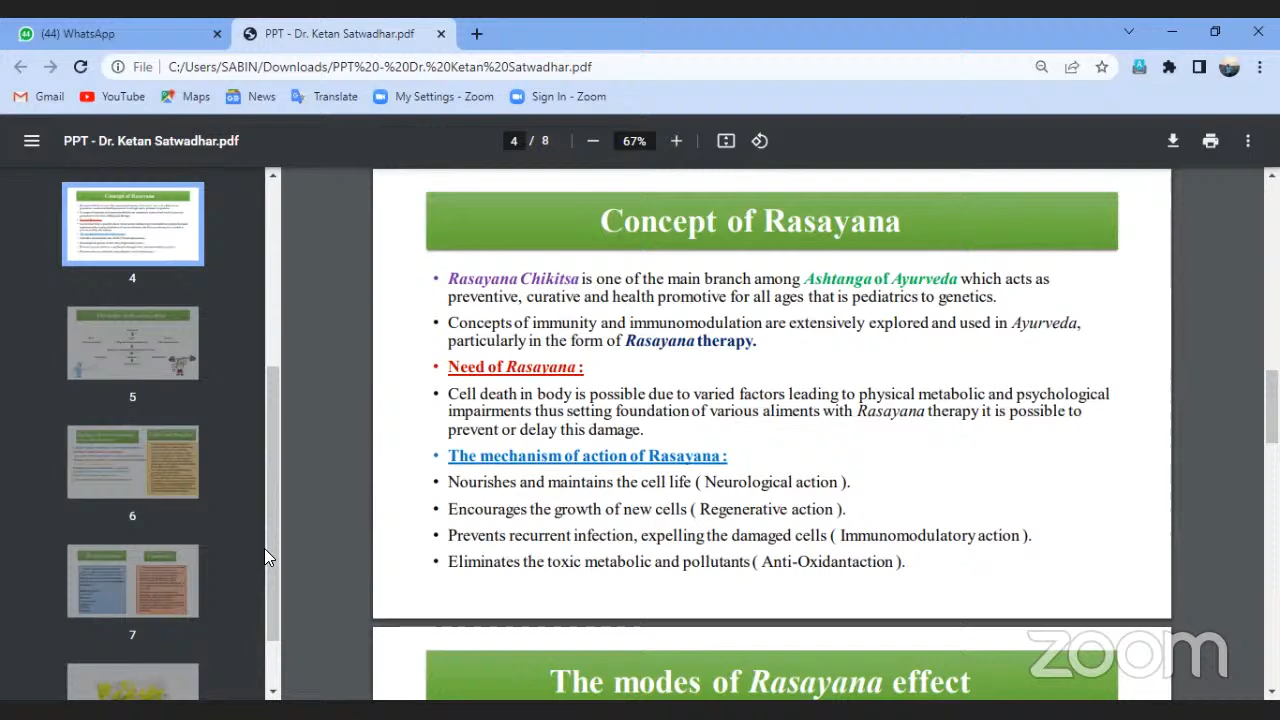 (44) WhatsApp
PPT - Dr. Ketan Satwadhar.pdf
File
C:/Users/SABIN/Downloads/PPT%20-%20Dr.%20Ketan%20Satwadhar.pdf
Gmail
YouTube
Maps
News
Translate
My Settings - Zoom
Sign In - Zoom
PPT - Dr. Ketan Satwadhar.pdf
4 / 8
67%
4
5
6
7
Concept of Rasayana
• Rasayana Chikitsa is one of the main branch among Ashtanga of Ayurveda which acts as
preventive, curative and health promotive for all ages that is pediatrics to genetics.
• Concepts of immunity and immunomodulation are extensively explored and used in Ayurveda,
particularly in the form of Rasayana therapy.
• Need of Rasayana :
• Cell death in body is possible due to varied factors leading to physical metabolic and psychological
impairments thus setting foundation of various aliments with Rasayana therapy it is possible to
prevent or delay this damage.
• The mechanism of action of Rasayana :
• Nourishes and maintains the cell life ( Neurological action ).
• Encourages the growth of new cells ( Regenerative action ).
• Prevents recurrent infection, expelling the damaged cells ( Immunomodulatory action ).
• Eliminates the toxic metabolic and pollutants ( Anti-Oxidantaction ).
The modes of Rasayana effect
zoom